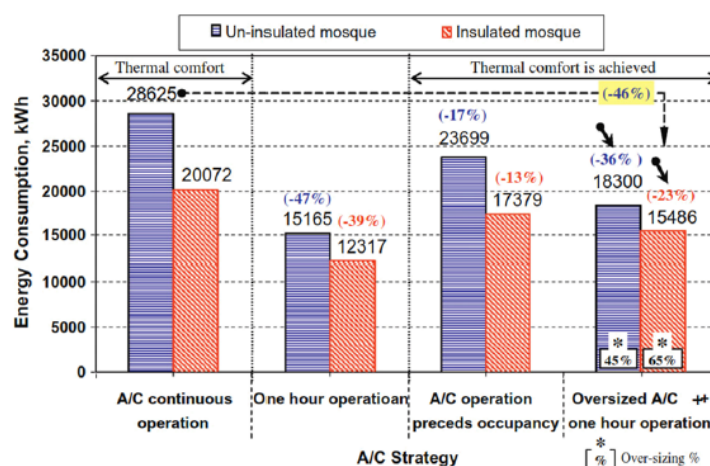 Un-insulated mosque
Insulated mosque
Energy Consumption, kWh
35000
30000
25000
20000
15000
10000
5000
0
Thermal comfort
Thermal comfort is achieved
28625
20072
(-47%)
15165
(-39%)
12317
(-17%)
23699
(-13%)
17379
(-46%)
(-36%)
18300
(-23%)
15486
*
45%
*
65%
A/C continuous
operation
One hour operatioan
A/C operation
preceds occupancy
Oversized A/C ++
one hour operation
A/C Strategy
*
[ % ] Over-sizing %